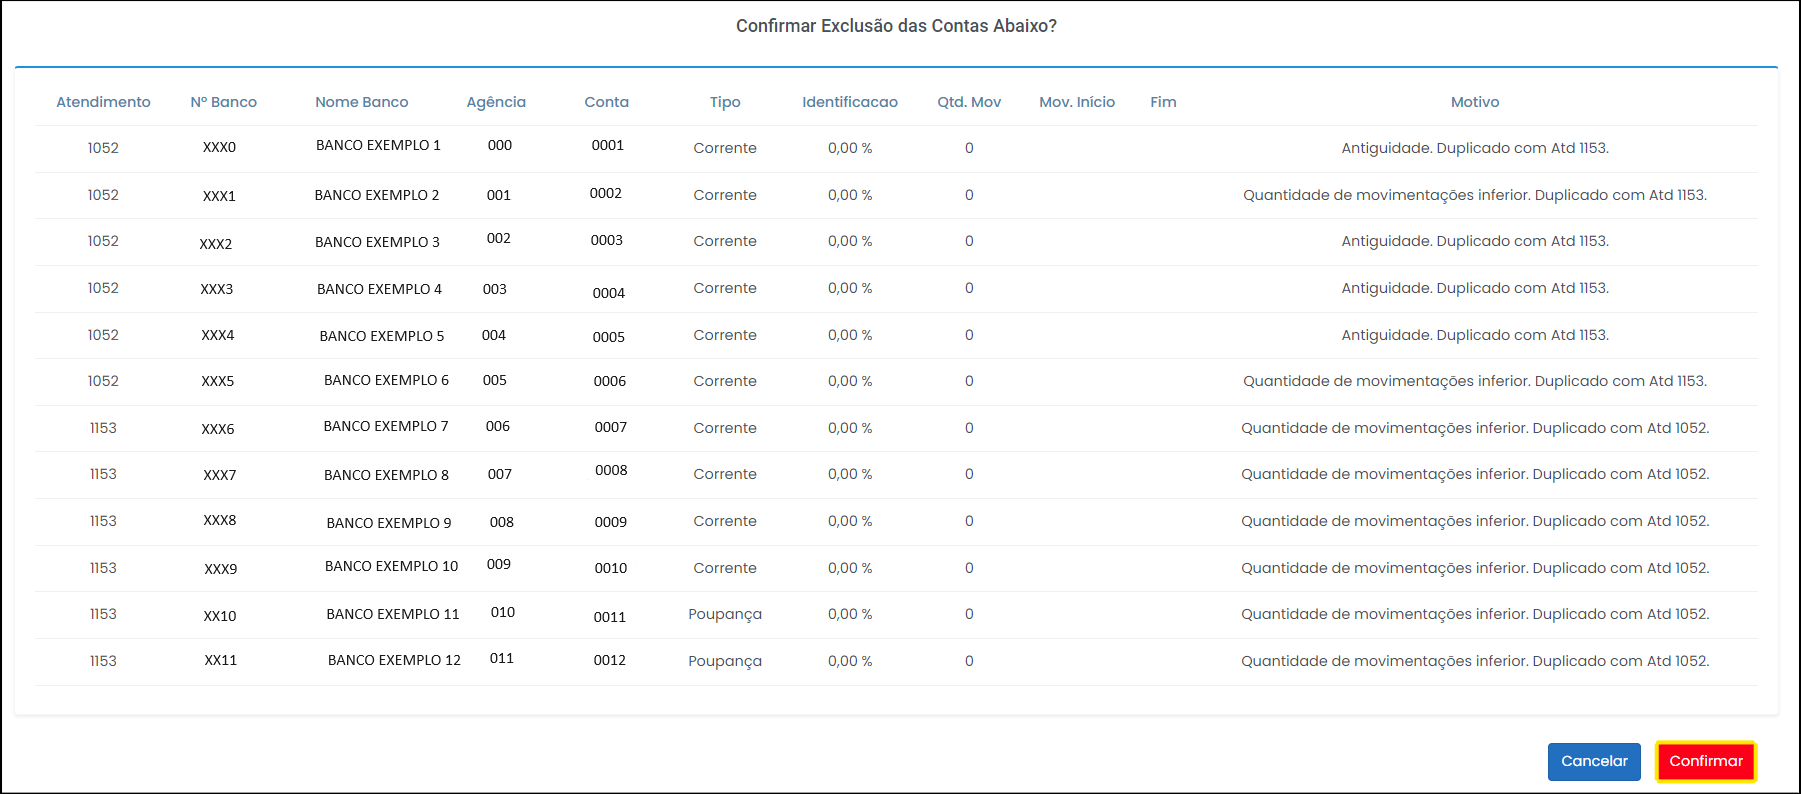 Confirmar Exclusão das Contas Abaixo?
Atendimento Nº Banco Nome Banco Agência Conta Tipo Identificacao Qtd. Mov Mov. Início Fim Motivo
1052 XXX0 BANCO EXEMPLO 1 000 0001 Corrente 0,00 % 0 Antiguidade. Duplicado com Atd 1153.
1052 XXX1 BANCO EXEMPLO 2 001 0002 Corrente 0,00 % 0 Quantidade de movimentações inferior. Duplicado com Atd 1153.
1052 XXX2 BANCO EXEMPLO 3 002 0003 Corrente 0,00 % 0 Antiguidade. Duplicado com Atd 1153.
1052 XXX3 BANCO EXEMPLO 4 003 0004 Corrente 0,00 % 0 Antiguidade. Duplicado com Atd 1153.
1052 XXX4 BANCO EXEMPLO 5 004 0005 Corrente 0,00 % 0 Antiguidade. Duplicado com Atd 1153.
1052 XXX5 BANCO EXEMPLO 6 005 0006 Corrente 0,00 % 0 Quantidade de movimentações inferior. Duplicado com Atd 1153.
1153 XXX6 BANCO EXEMPLO 7 006 0007 Corrente 0,00 % 0 Quantidade de movimentações inferior. Duplicado com Atd 1052.
1153 XXX7 BANCO EXEMPLO 8 007 0008 Corrente 0,00 % 0 Quantidade de movimentações inferior. Duplicado com Atd 1052.
1153 XXX8 BANCO EXEMPLO 9 008 0009 Corrente 0,00 % 0 Quantidade de movimentações inferior. Duplicado com Atd 1052.
1153 XXX9 BANCO EXEMPLO 10 009 0010 Corrente 0,00 % 0 Quantidade de movimentações inferior. Duplicado com Atd 1052.
1153 XX10 BANCO EXEMPLO 11 010 0011 Poupança 0,00 % 0 Quantidade de movimentações inferior. Duplicado com Atd 1052.
1153 XX11 BANCO EXEMPLO 12 011 0012 Poupança 0,00 % 0 Quantidade de movimentações inferior. Duplicado com Atd 1052.
Cancelar Confirmar